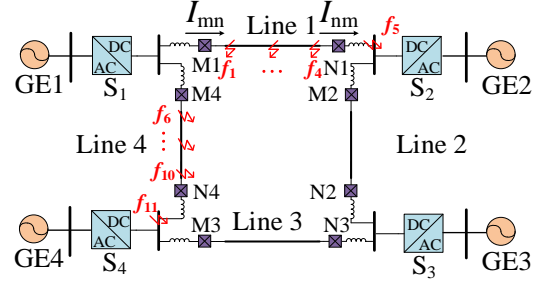 I_mn Line 1 I_nm
f_5
DC AC M1 f_1 ... f_4 N1 DC AC
GE1 S_1 M4 M2 S_2 GE2
f_6
Line 4 ⋮ Line 2
f_10
N4 N2
f_11
DC AC M3 N3 DC AC
Line 3
GE4 S_4 S_3 GE3